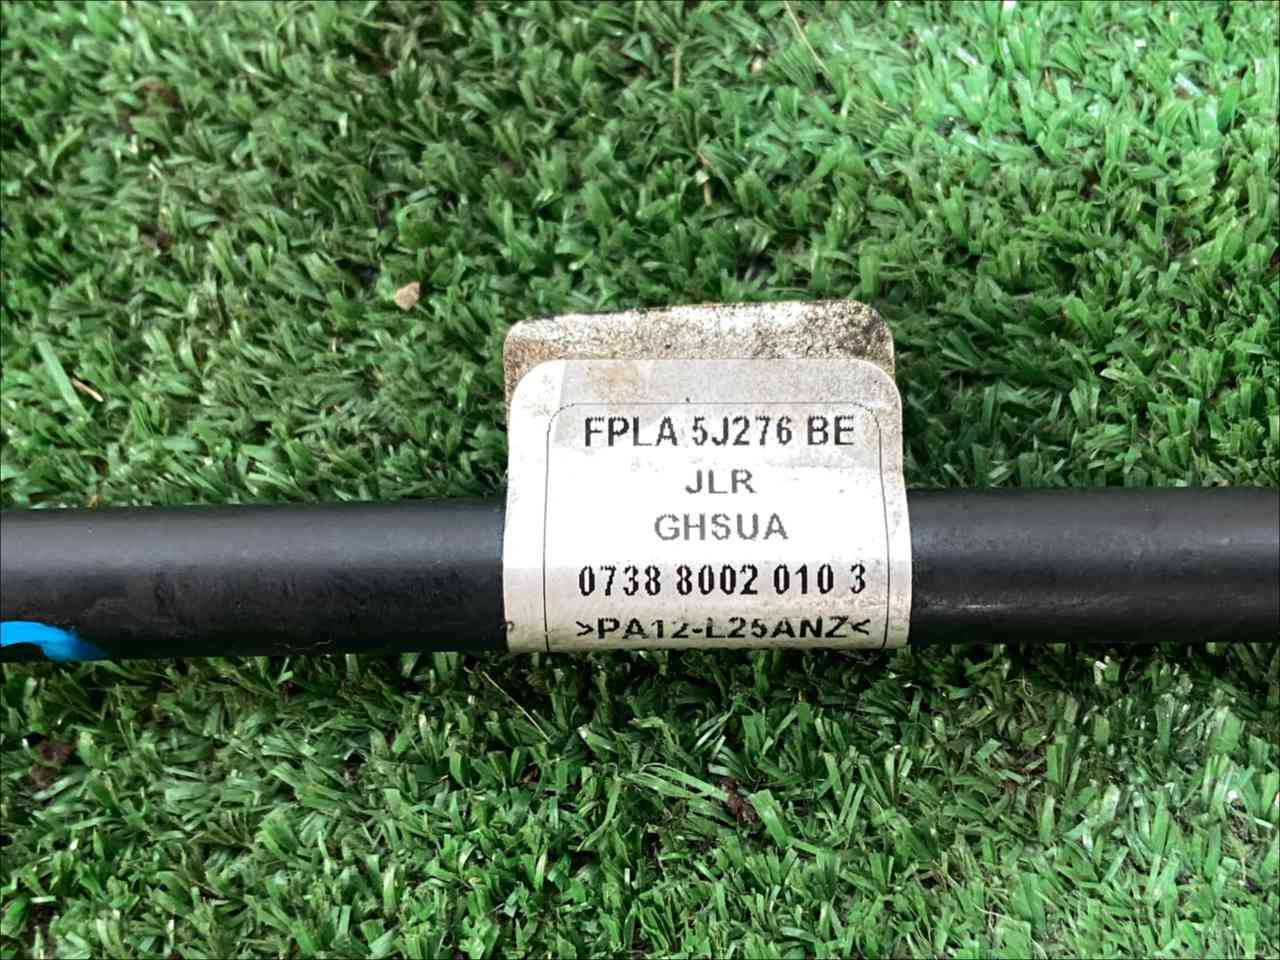 FPLA 5J276 BE
JLR
GHSUA
0738 8002 010 3
>PA12-L25ANZ<